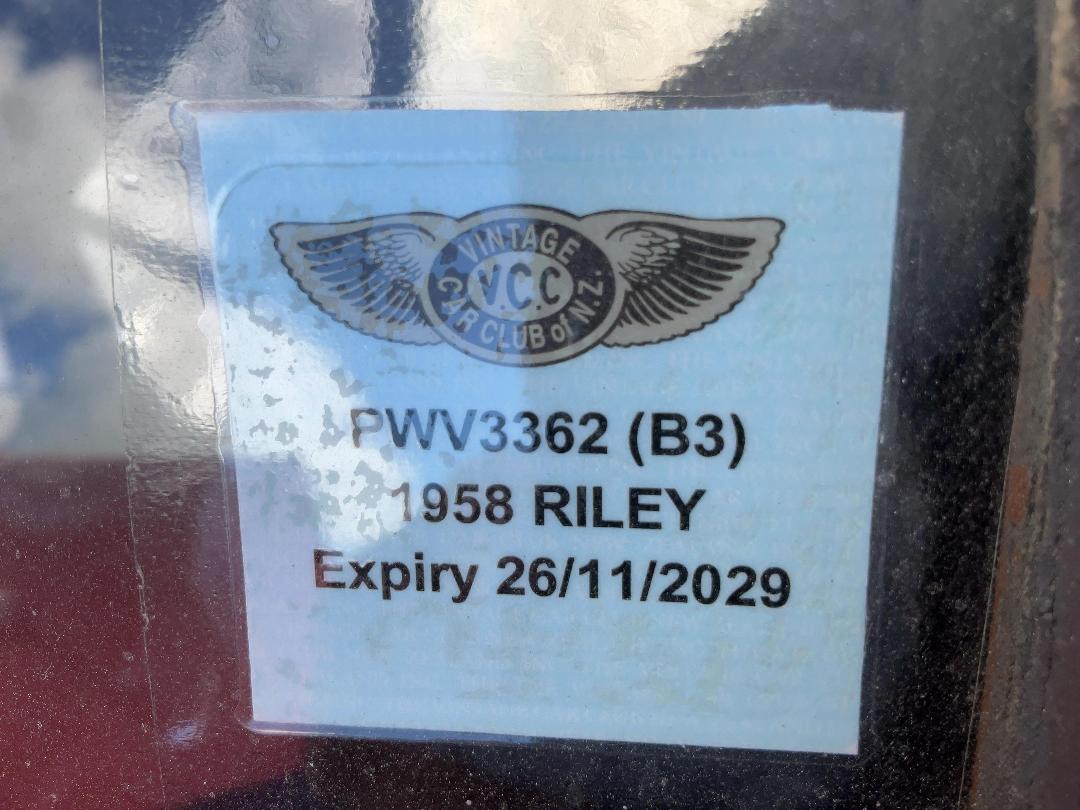 VINTAGE
V.C.C
CAR CLUB of N.Z.
PWV3362 (B3)
1958 RILEY
Expiry 26/11/2029